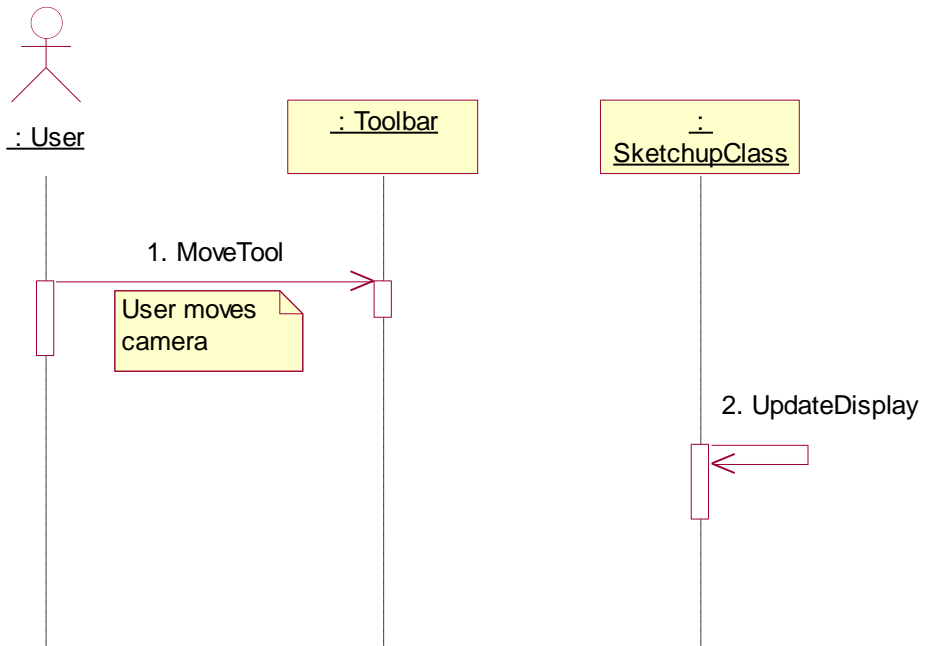 : User
: Toolbar
:
SketchupClass
1. MoveTool
User moves
camera
2. UpdateDisplay